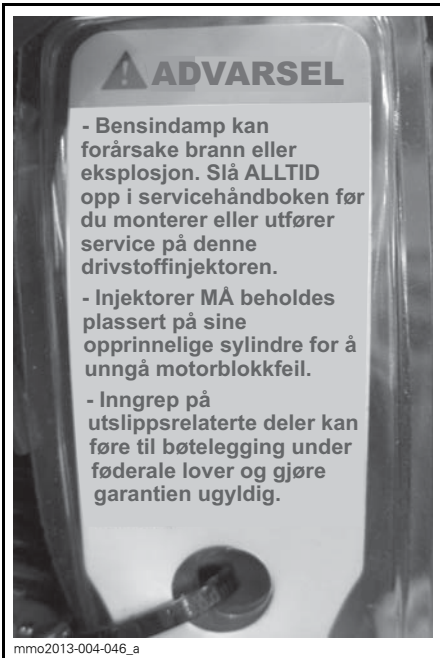 ADVARSEL
- Bensindamp kan
forårsake brann eller
eksplosjon. Slå ALLTID
opp i servicehåndboken før
du monterer eller utfører
service på denne
drivstoffinjektoren.
- Injektorer MÅ beholdes
plassert på sine
opprinnelige sylindre for å
unngå motorblokkfeil.
- Inngrep på
utslippsrelaterte deler kan
føre til bøtelegging under
føderale lover og gjøre
garantien ugyldig.
mmo2013-004-046_a